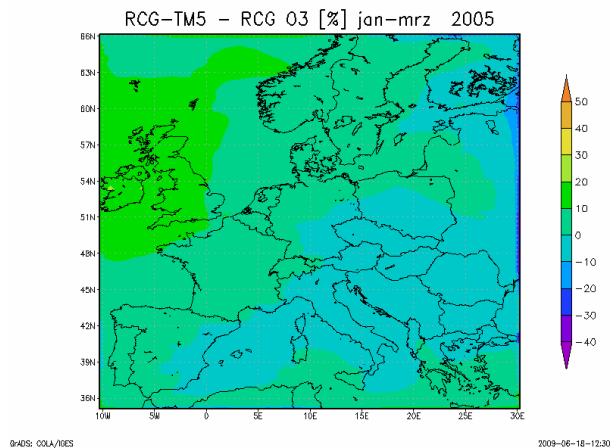 RCG-TM5 - RCG O3 [%] jan-mrz 2005
66N
63N
60N
57N
54N
51N
48N
45N
42N
39N
36N
10W 5W 0 5E 10E 15E 20E 25E 30E
50
40
30
20
10
0
-10
-20
-30
-40
GrADS: COLA/IGES
2009-06-18-12:30